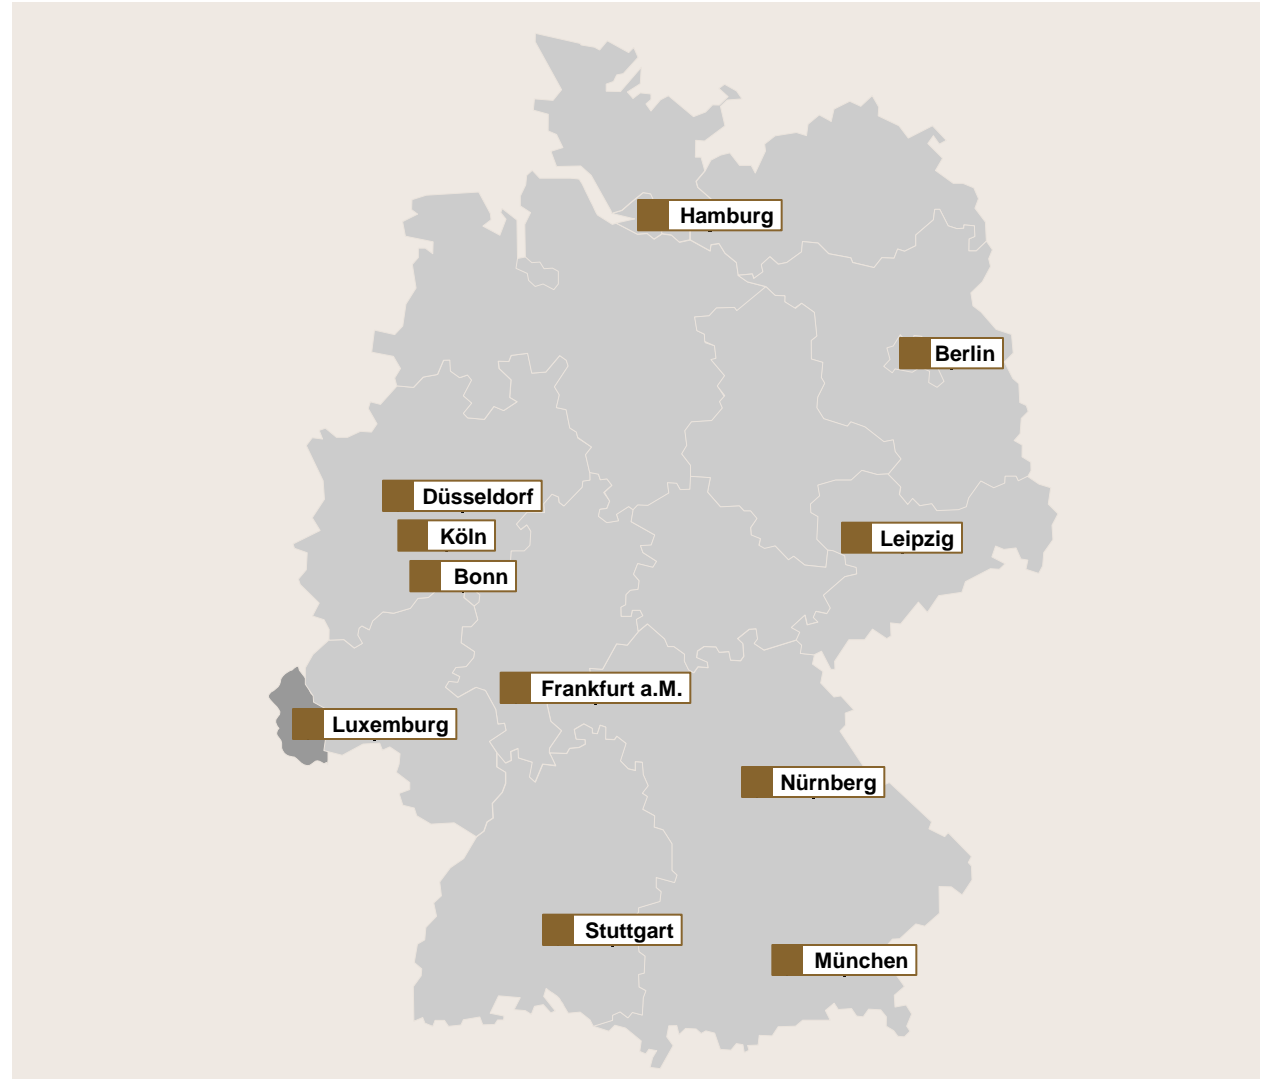 Hamburg
Berlin
Düsseldorf
Köln
Leipzig
Bonn
Frankfurt a.M.
Luxemburg
Nürnberg
Stuttgart
München